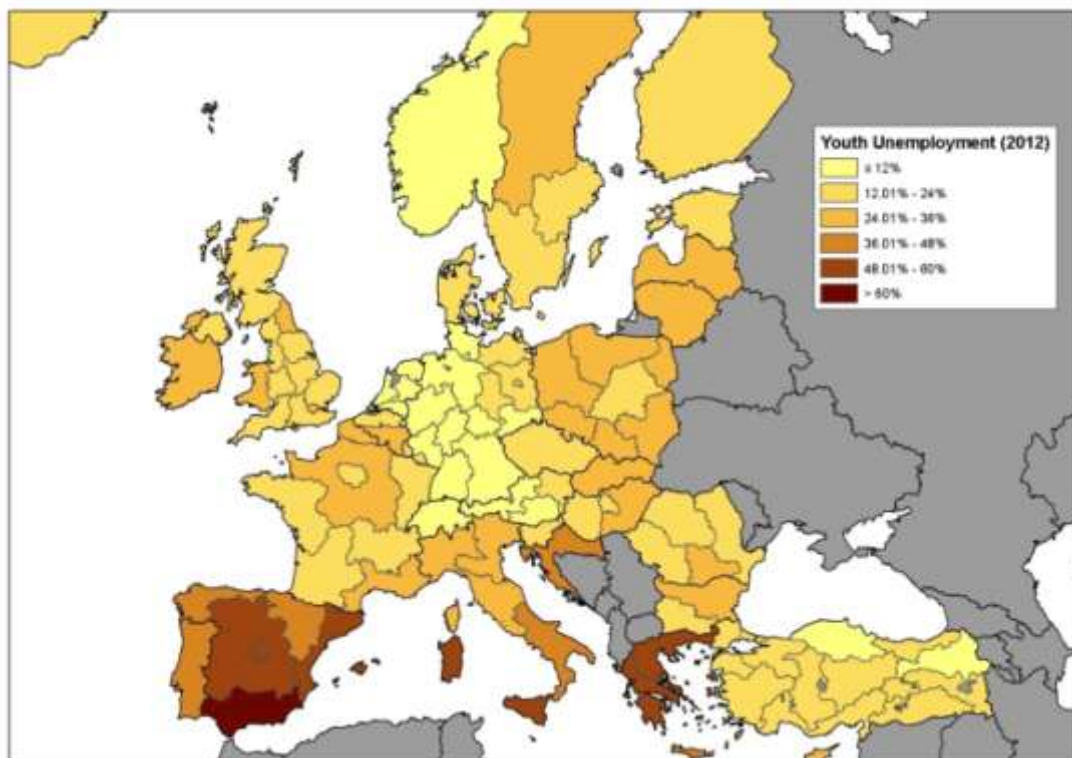 Youth Unemployment (2012)
≤ 12%
12.01% - 24%
24.01% - 36%
36.01% - 48%
48.01% - 60%
> 60%